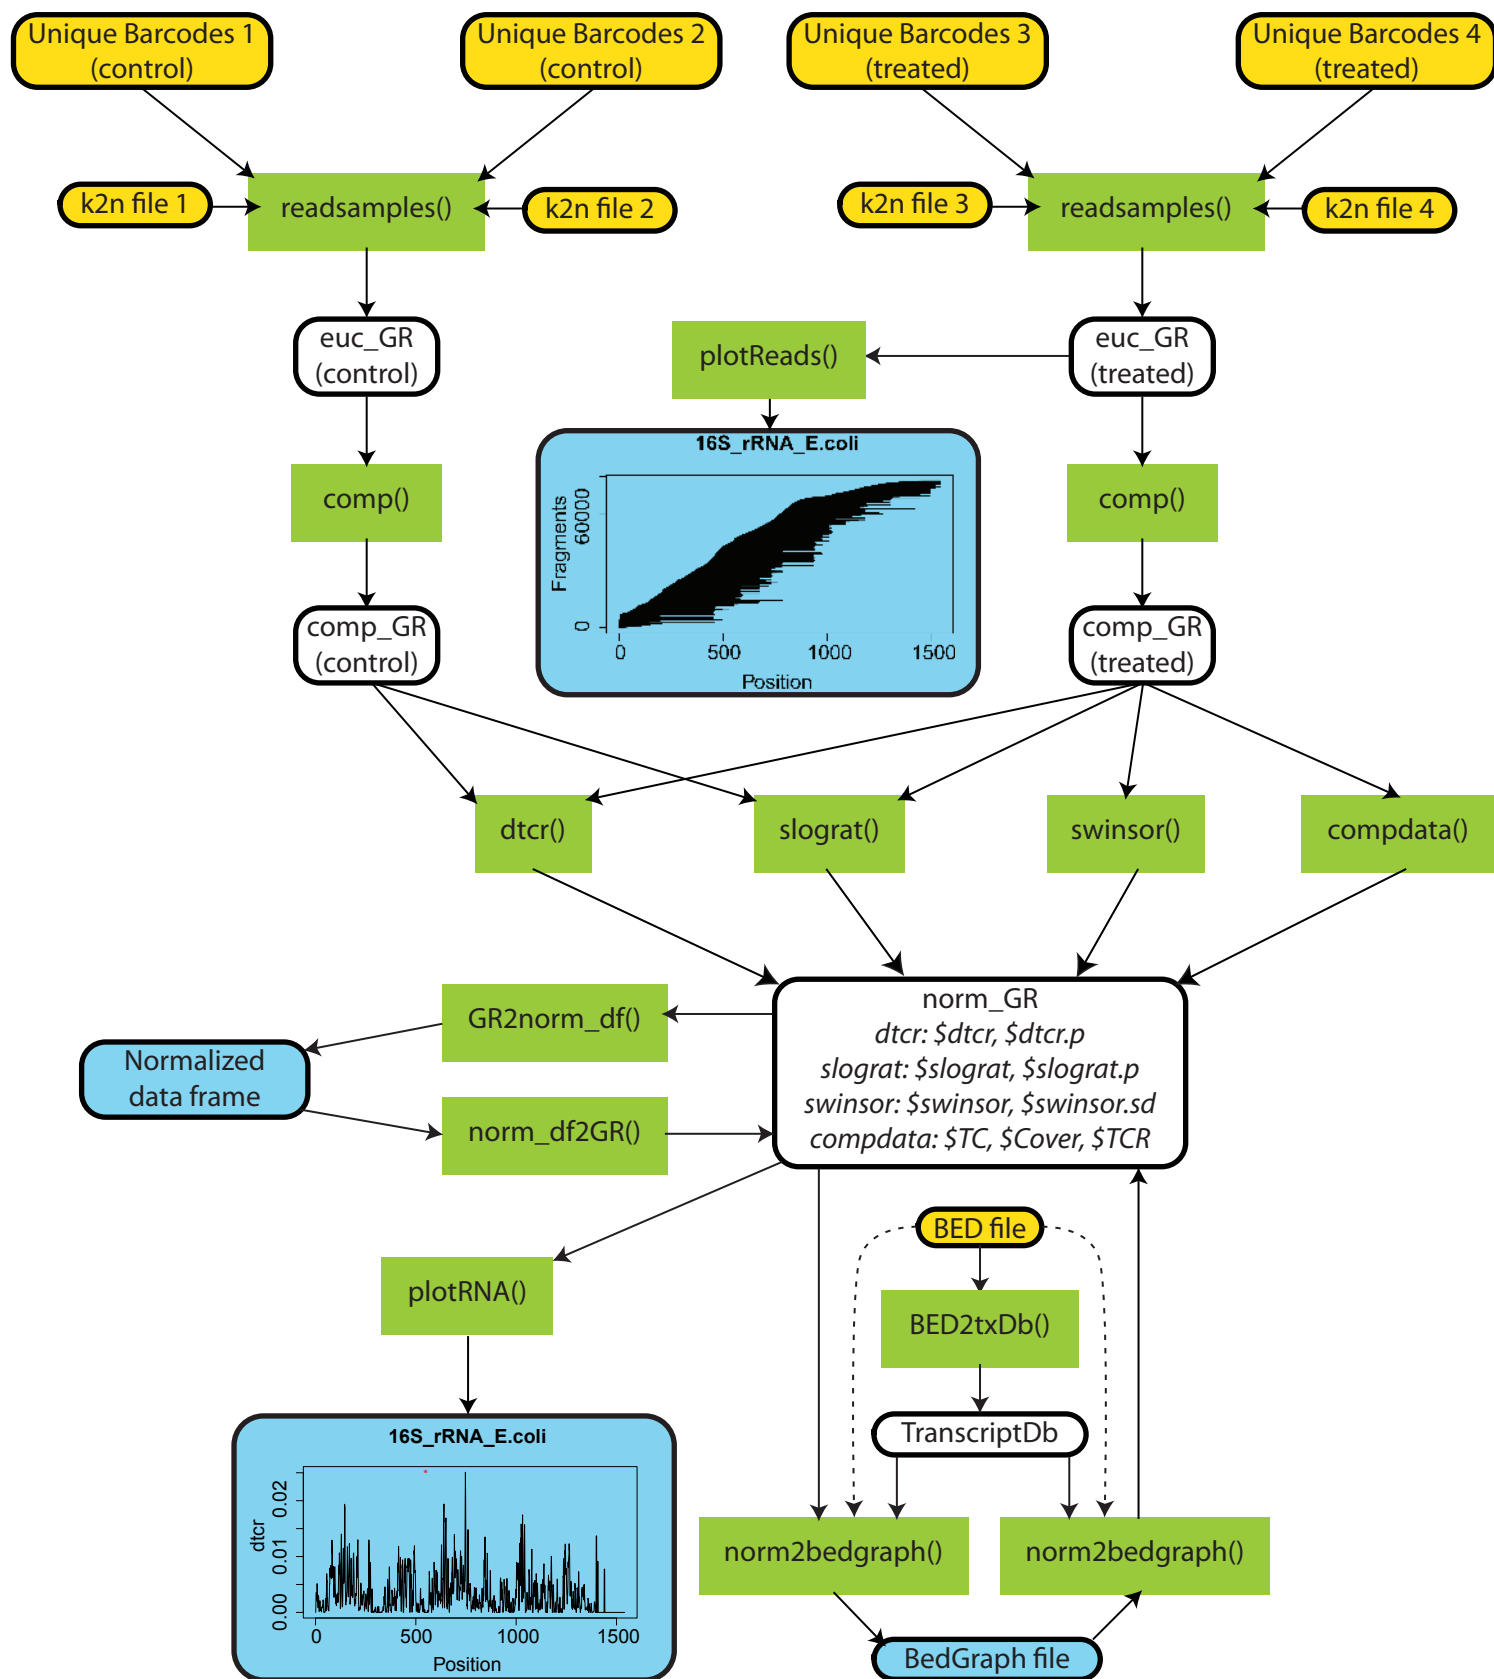 Unique Barcodes 1
(control)
Unique Barcodes 2
(control)
Unique Barcodes 3
(treated)
Unique Barcodes 4
(treated)
k2n file 1
readsamples()
k2n file 2
k2n file 3
readsamples()
k2n file 4
euc_GR
(control)
plotReads()
euc_GR
(treated)
comp()
16S_rRNA_E.coli
Fragments
0
60000
0
500
1000
1500
Position
comp()
comp_GR
(control)
comp_GR
(treated)
dtcr()
slograt()
swinsor()
compdata()
norm_GR
dtcr: $dtcr, $dtcr.p
slograt: $slograt, $slograt.p
swinsor: $swinsor, $swinsor.sd
compdata: $TC, $Cover, $TCR
GR2norm_df()
Normalized
data frame
norm_df2GR()
BED file
plotRNA()
BED2txDb()
TranscriptDb
16S_rRNA_E.coli
dtcr
0.00
0.01
0.02
*
0
500
1000
1500
Position
norm2bedgraph()
norm2bedgraph()
BedGraph file